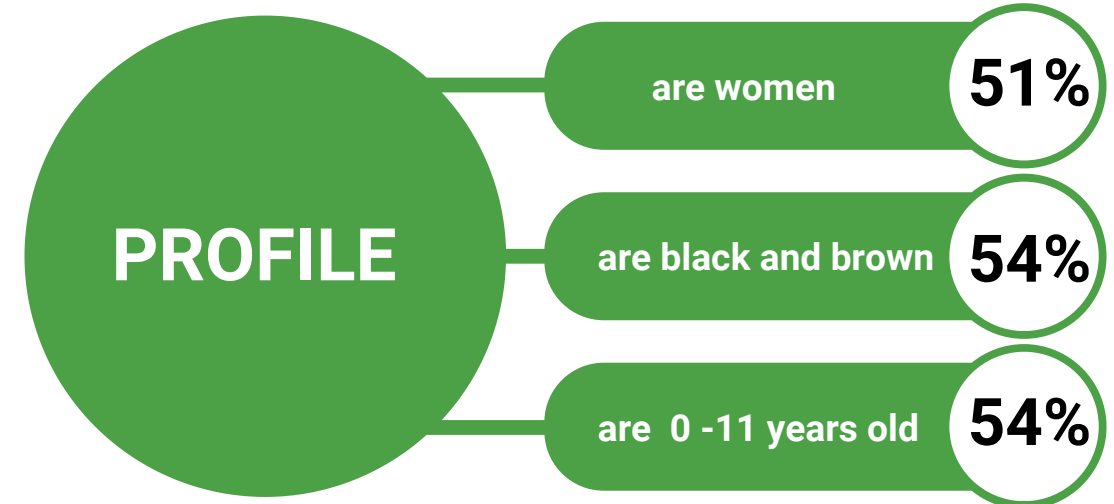 PROFILE
are women
51%
are black and brown
54%
are  0 -11 years old
54%